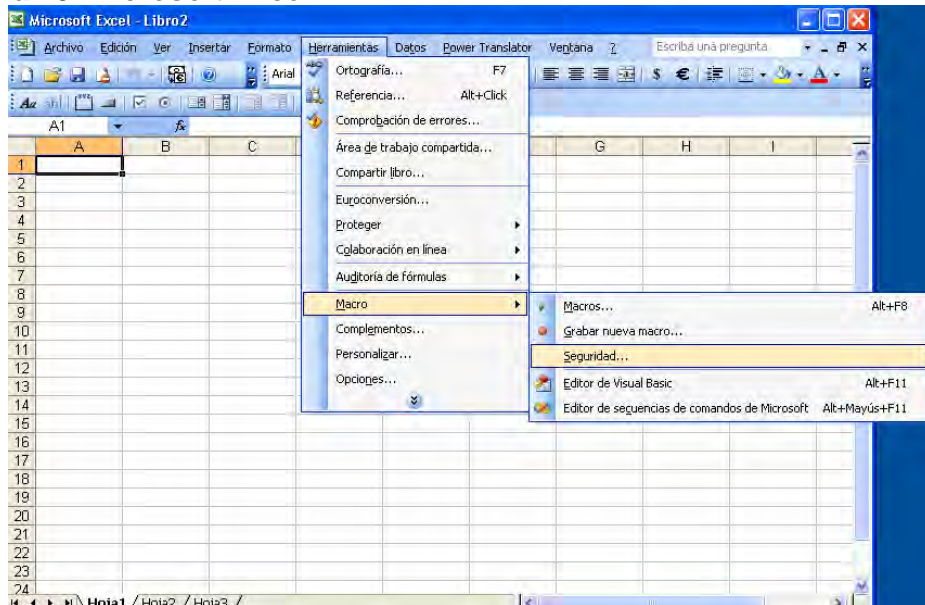 Microsoft Excel - Libro2
Archivo Edición Ver Insertar Formato Herramientas Datos Power Translator Ventana ? Escriba una pregunta
Arial
$ €
A1 fx
A B C G H I
1
2
3
4
5
6
7
8
9
10
11
12
13
14
15
16
17
18
19
20
21
22
23
24
Ortografía... F7
Referencia... Alt+Click
Comprobación de errores...
Área de trabajo compartida...
Compartir libro...
Euroconversión...
Proteger
Colaboración en línea
Auditoría de fórmulas
Macro
Complementos...
Personalizar...
Opciones...
Macros... Alt+F8
Grabar nueva macro...
Seguridad...
Editor de Visual Basic Alt+F11
Editor de secuencias de comandos de Microsoft Alt+Mayús+F11
Hoja1 / Hoja2 / Hoja3 /